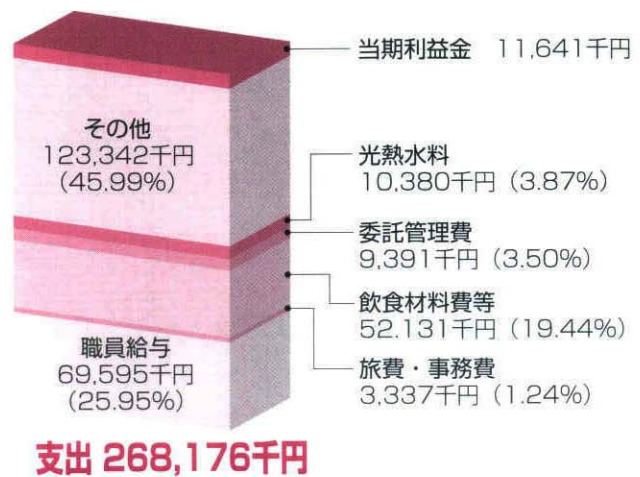 当期利益金 11,641千円
その他
123,342千円
(45.99%)
光熱水料
10,380千円 (3.87%)
委託管理費
9,391千円 (3.50%)
飲食材料費等
52.131千円 (19.44%)
職員給与
69,595千円
(25.95%)
旅費・事務費
3,337千円 (1.24%)
支出 268,176千円